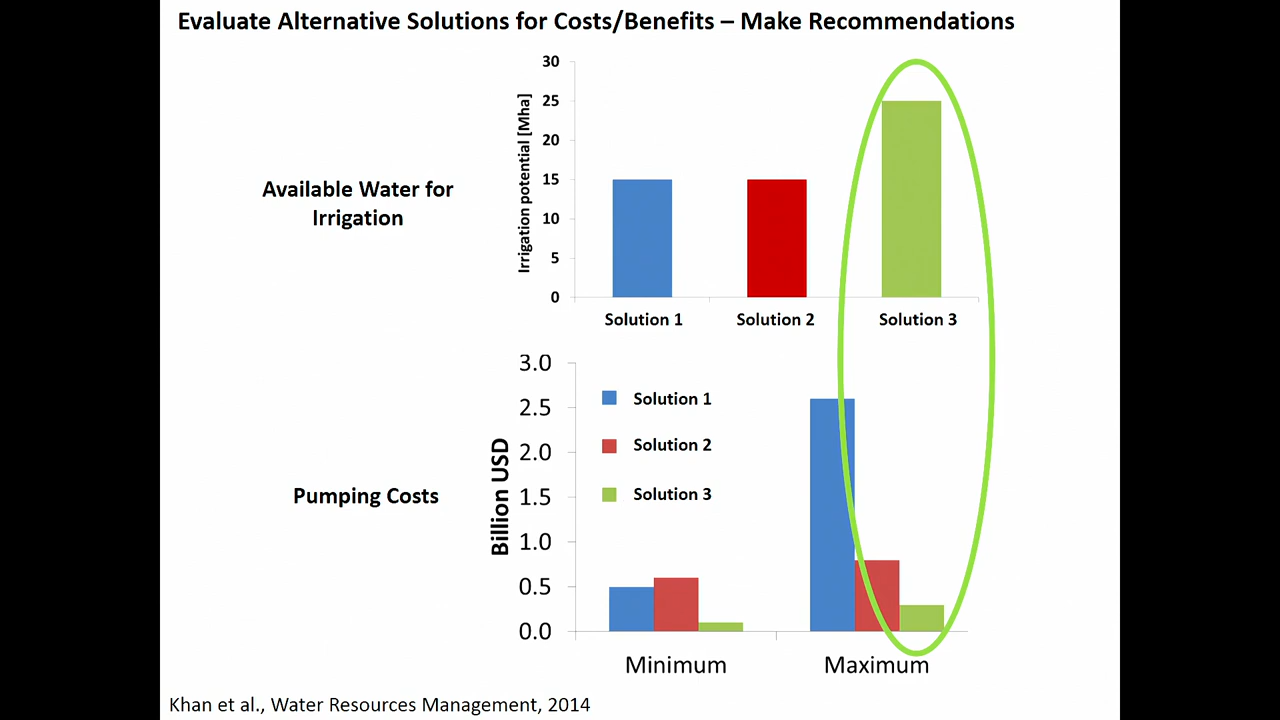 Evaluate Alternative Solutions for Costs/Benefits – Make Recommendations
Available Water for
Irrigation
Irrigation potential [Mha]
30
25
20
15
10
5
0
Solution 1
Solution 2
Solution 3
Pumping Costs
Billion USD
3.0
2.5
2.0
1.5
1.0
0.5
0.0
Solution 1
Solution 2
Solution 3
Minimum
Maximum
Khan et al., Water Resources Management, 2014